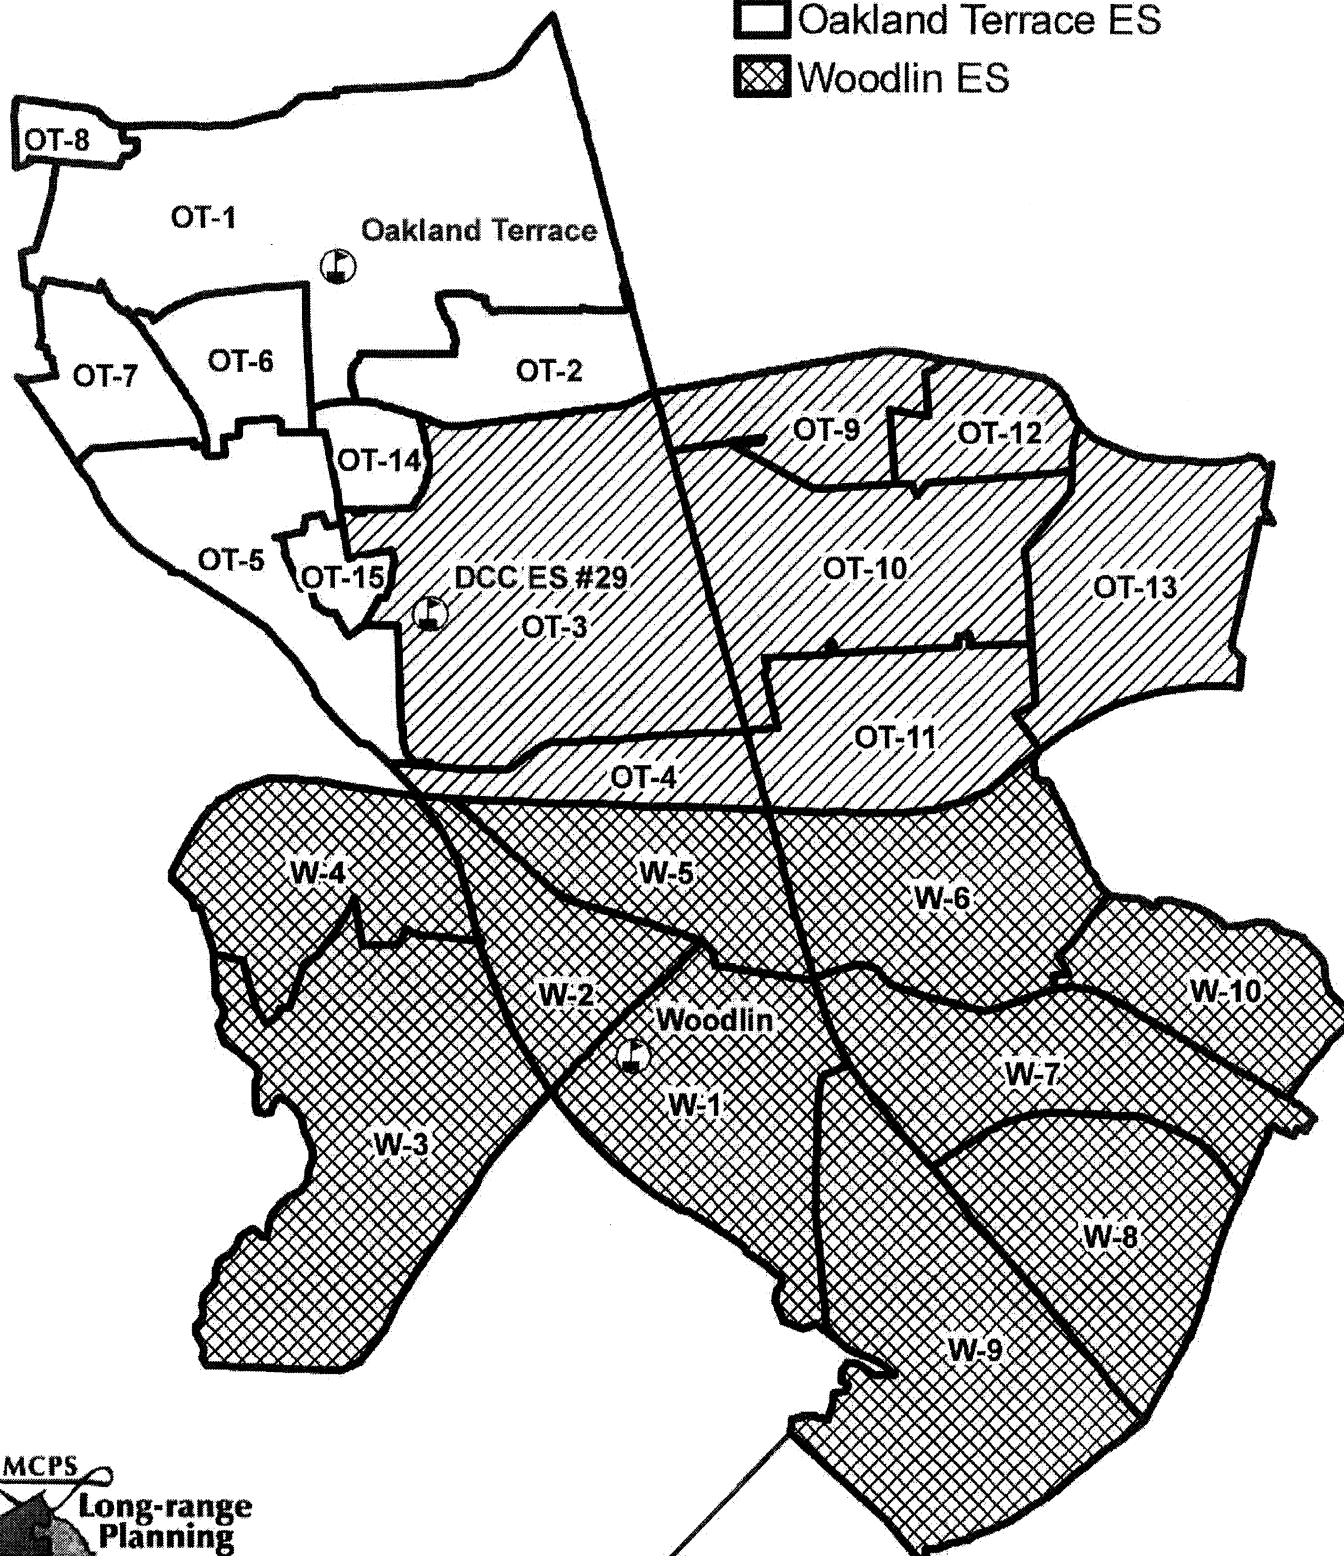 Oakland Terrace ES
Woodlin ES
OT-8
OT-1
Oakland Terrace
OT-7
OT-6
OT-2
OT-9
OT-12
OT-14
OT-5
OT-15
DCC ES #29
OT-3
OT-10
OT-13
OT-11
OT-4
W-4
W-5
W-6
W-2
Woodlin
W-10
W-1
W-7
W-3
W-8
W-9
MCPS
Long-range
Planning